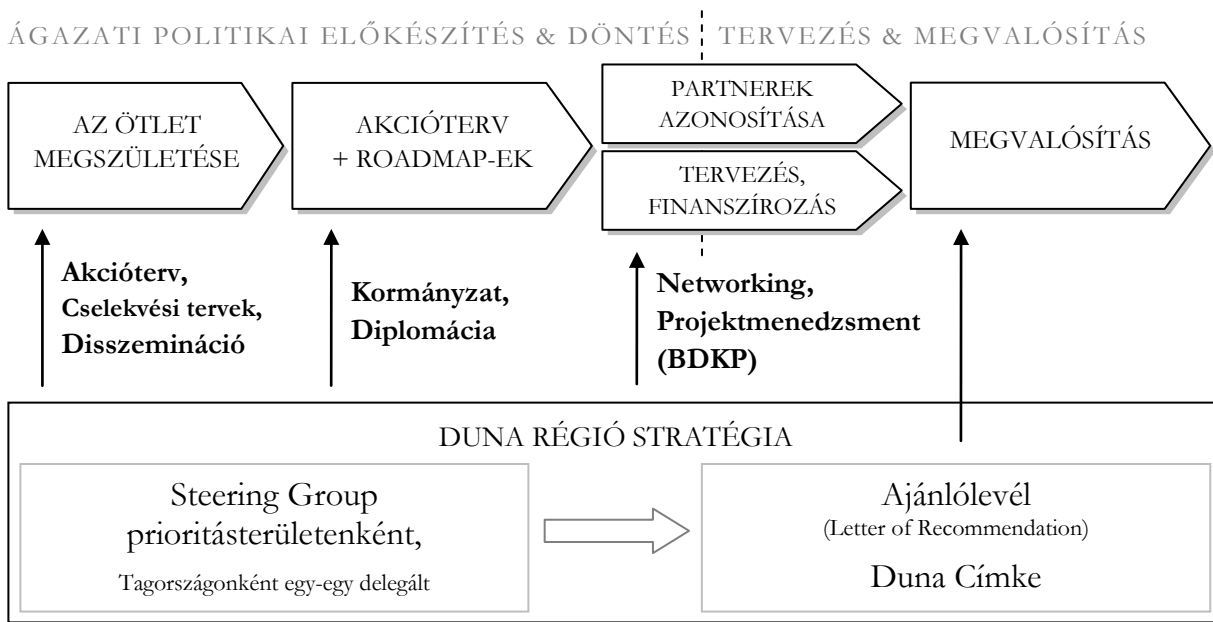 ÁGAZATI POLITIKAI ELŐKÉSZÍTÉS & DÖNTÉS
TERVEZÉS & MEGVALÓSÍTÁS
AZ ÖTLET
MEGSZÜLETÉSE
AKCIÓTERV
+ ROADMAP-EK
PARTNEREK
AZONOSÍTÁSA
TERVEZÉS,
FINANSZÍROZÁS
MEGVALÓSÍTÁS
Akcióterv,
Cselekvési tervek,
Disszemináció
Kormányzat,
Diplomácia
Networking,
Projektmenedzsment
(BDKP)
DUNA RÉGIÓ STRATÉGIA
Steering Group
prioritásterületenként,
Tagországonként egy-egy delegált
Ajánlólevél
(Letter of Recommendation)
Duna Címke